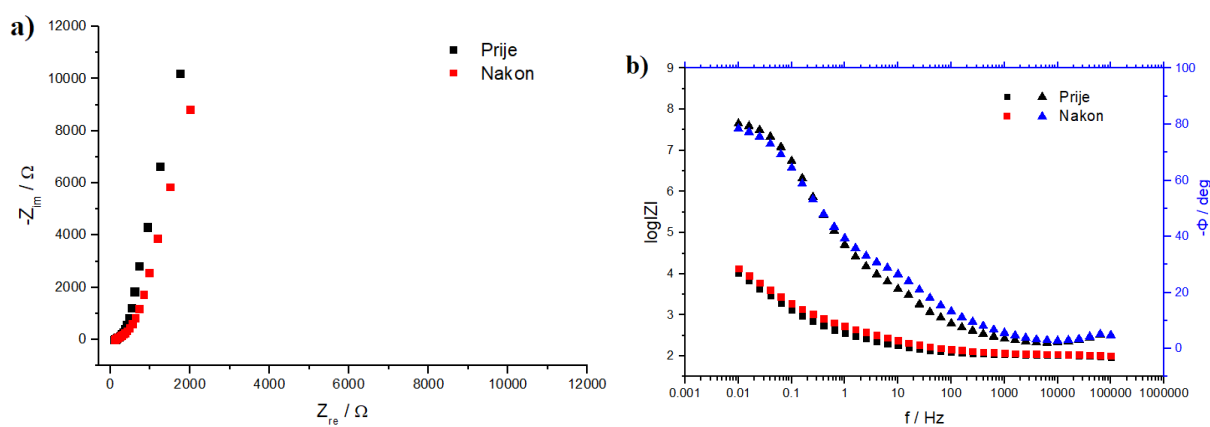 a)
12000
10000
8000
6000
4000
2000
0
-Z_Im / Ω
Prije
Nakon
0 2000 4000 6000 8000 10000 12000
Z_re / Ω
b)
9
8
7
6
5
4
3
2
log|Z|
Prije
Nakon
100
80
60
40
20
0
-Φ / deg
0.001 0.01 0.1 1 10 100 1000 10000 100000 1000000
f / Hz